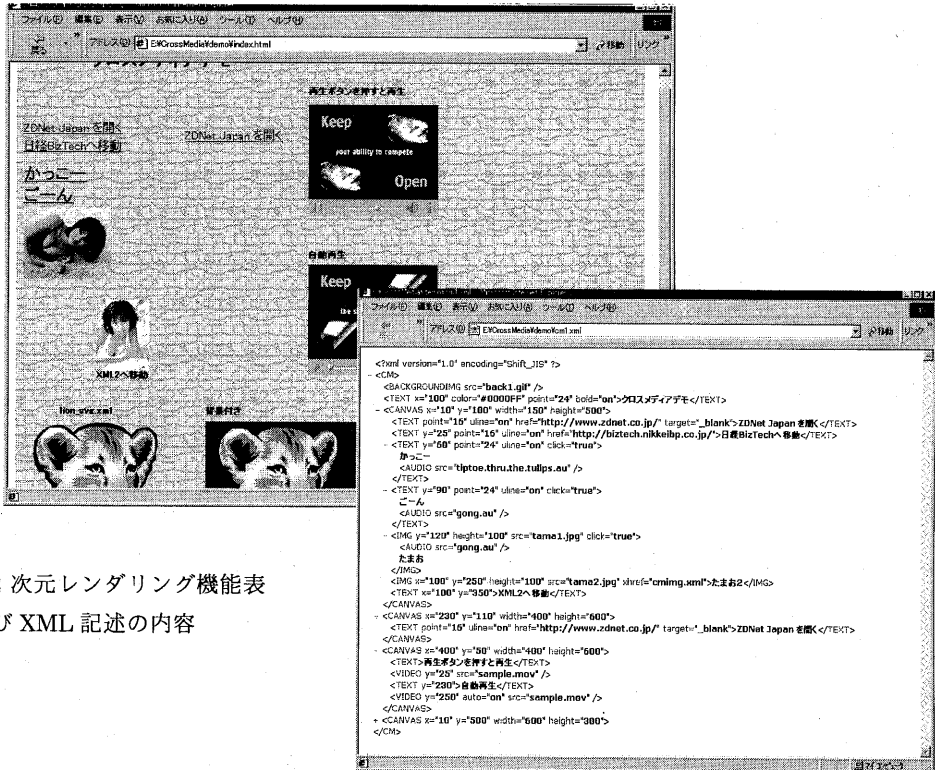 ファイル(F) 編集(E) 表示(V) お気に入り(A) ツール(T) ヘルプ(H)
戻る アドレス(D) E:¥CrossMedia¥demo¥index.html 移動 リンク
再生ボタンを押すと再生
ZDNet Japan を開く
日経BizTechへ移動
ZDNet Japan を開く
かっこー
ごーん
Keep
your ability to compete
Open
自動再生
Keep
XML2へ移動
lion_svg.xml
背景付き
次元レンダリング機能表
び XML 記述の内容
ファイル(F) 編集(E) 表示(V) お気に入り(A) ツール(T) ヘルプ(H)
アドレス(D) E:¥CrossMedia¥demo¥cm1.xml 移動 リンク
<?xml version="1.0" encoding="Shift_JIS" ?>
- <CM>
<BACKGROUNDIMG src="back1.gif" />
<TEXT x="100" color="#0000FF" point="24" bold="on">クロスメディアデモ</TEXT>
- <CANVAS x="10" y="100" width="150" height="500">
<TEXT point="16" uline="on" href="http://www.zdnet.co.jp/" target="_blank">ZDNet Japan を開く</TEXT>
<TEXT y="25" point="16" uline="on" href="http://biztech.nikkeibp.co.jp/">日経BizTechへ移動</TEXT>
- <TEXT y="60" point="24" uline="on" click="true">
かっこー
<AUDIO src="tiptoe.thru.the.tulips.au" />
</TEXT>
- <TEXT y="90" point="24" uline="on" click="true">
ごーん
<AUDIO src="gong.au" />
</TEXT>
- <IMG y="120" height="100" src="tama1.jpg" click="true">
<AUDIO src="gong.au" />
たまお
</IMG>
<IMG x="100" y="250" height="100" src="tama2.jpg" xhref="cmimg.xml">たまお2</IMG>
<TEXT x="100" y="350">XML2へ移動</TEXT>
</CANVAS>
- <CANVAS x="230" y="110" width="400" height="600">
<TEXT point="16" uline="on" href="http://www.zdnet.co.jp/" target="_blank">ZDNet Japan を開く</TEXT>
</CANVAS>
- <CANVAS x="400" y="50" width="400" height="600">
<TEXT>再生ボタンを押すと再生</TEXT>
<VIDEO y="25" src="sample.mov" />
<TEXT y="230">自動再生</TEXT>
<VIDEO y="250" auto="on" src="sample.mov" />
</CANVAS>
+ <CANVAS x="10" y="500" width="600" height="300">
</CM>
マイ コンピュータ